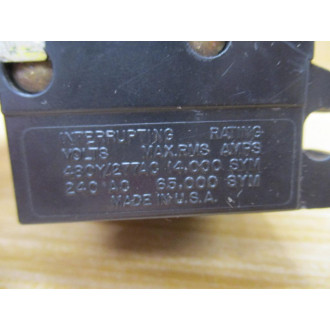 INTERRUPTING RATING
VOLTS MAX.RMS AMPS
480Y/277AC 14,000 SYM
240 AC 65,000 SYM
MADE IN U.S.A.